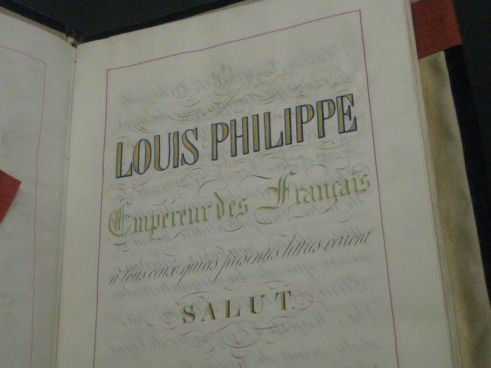 LOUIS PHILIPPE
Empereur des Français
à tous ceux qui ces présentes lettres verront,
SALUT.